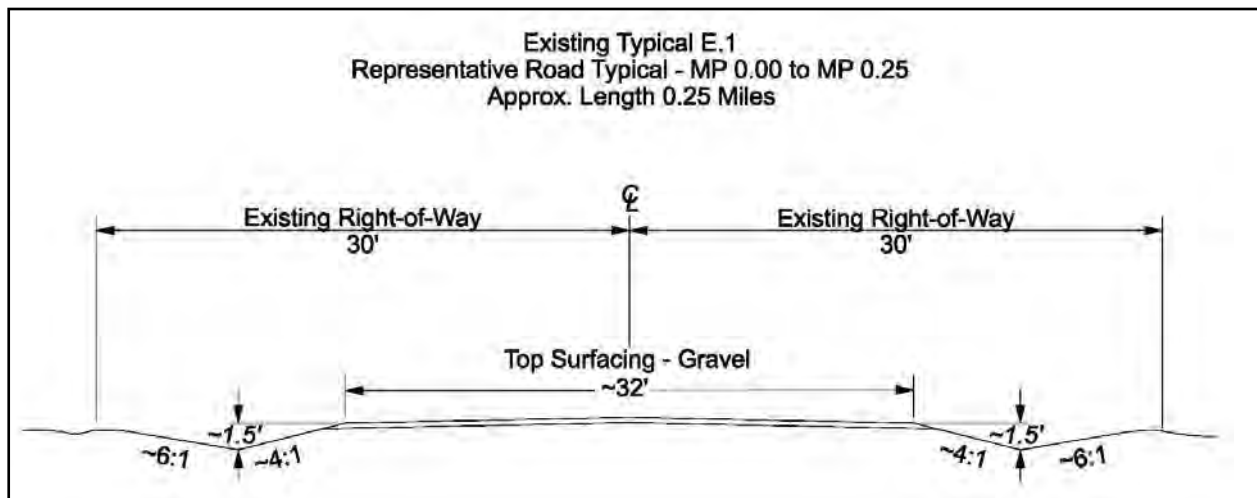 Existing Typical E.1
Representative Road Typical - MP 0.00 to MP 0.25
Approx. Length 0.25 Miles
℄
Existing Right-of-Way
30'
Existing Right-of-Way
30'
Top Surfacing - Gravel
~32'
~1.5'
~1.5'
~6:1
~4:1
~4:1
~6:1